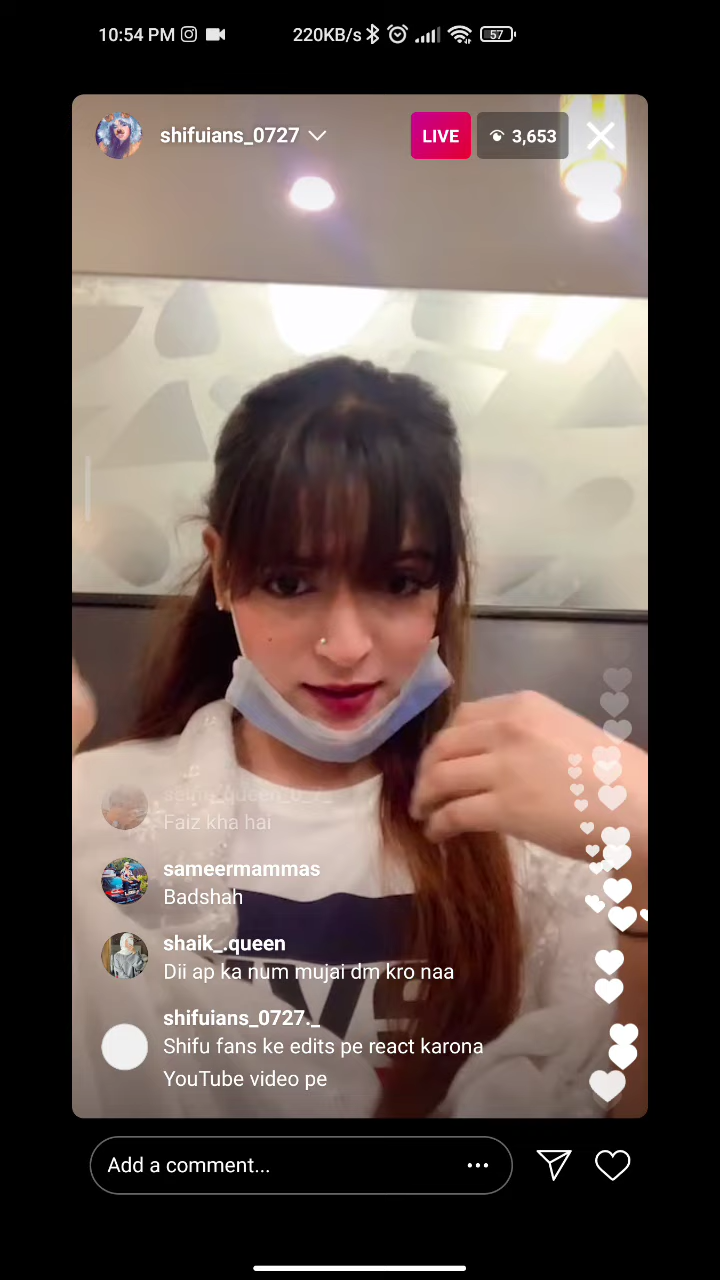 10:54 PM
220KB/s
57
shifuians_0727
LIVE
3,653
Faiz kha hai
sameermammas
Badshah
shaik_.queen
Dii ap ka num mujai dm kro naa
shifuians_0727._
Shifu fans ke edits pe react karona
YouTube video pe
Add a comment...